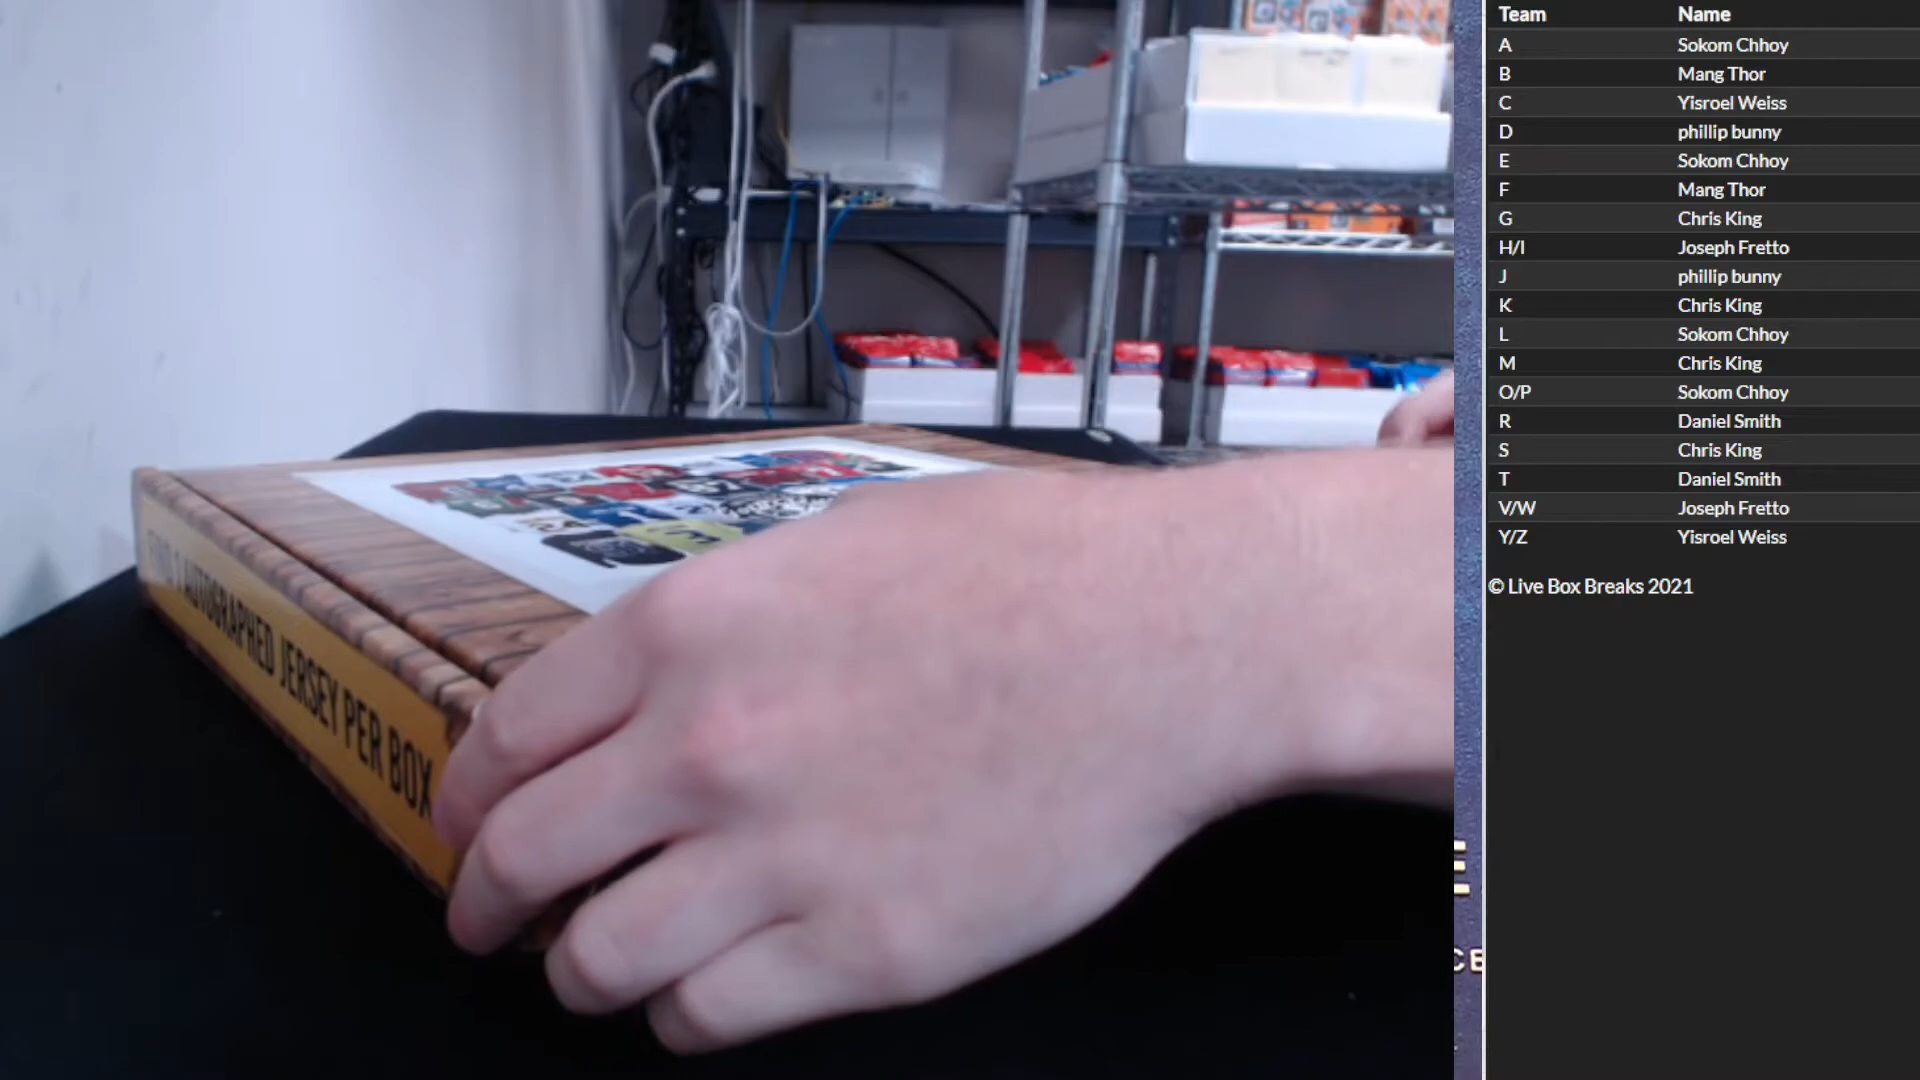 Team Name
A Sokom Chhoy
B Mang Thor
C Yisroel Weiss
D phillip bunny
E Sokom Chhoy
F Mang Thor
G Chris King
H/I Joseph Fretto
J phillip bunny
K Chris King
L Sokom Chhoy
M Chris King
O/P Sokom Chhoy
R Daniel Smith
S Chris King
T Daniel Smith
V/W Joseph Fretto
Y/Z Yisroel Weiss
© Live Box Breaks 2021
1 AUTOGRAPHED JERSEY PER BOX
E
CE